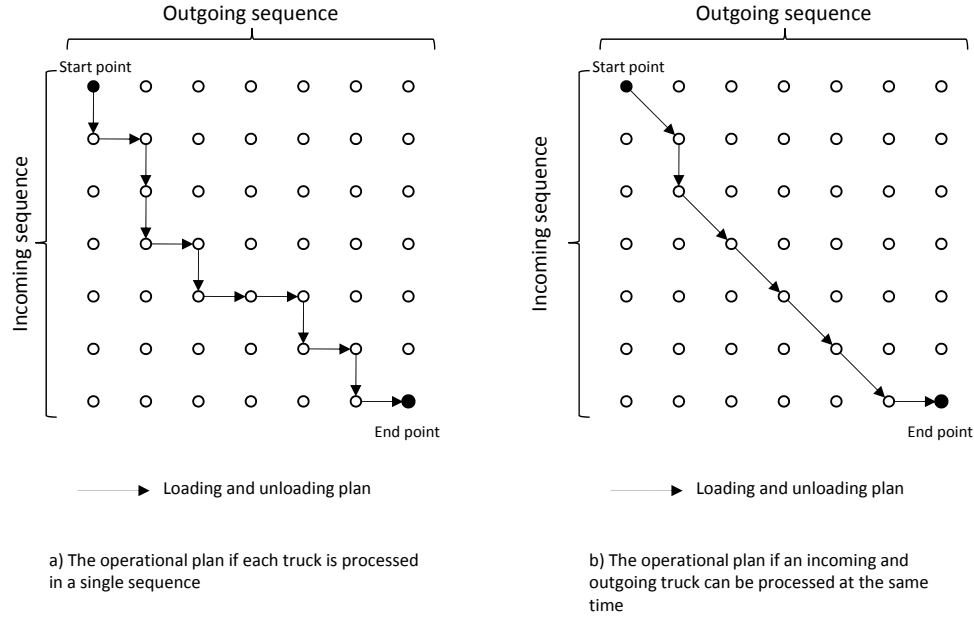 Outgoing sequence
Start point
Incoming sequence
End point
Loading and unloading plan
a) The operational plan if each truck is processed
in a single sequence
Outgoing sequence
Start point
Incoming sequence
End point
Loading and unloading plan
b) The operational plan if an incoming and
outgoing truck can be processed at the same
time